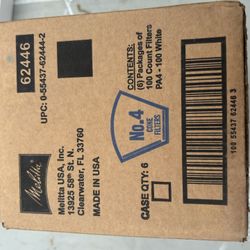 62446
UPC: 0-55437-62444-2
CONTENTS:
(6) Packages of
100 Count Filters
PA4 - 100 White
No. 4
CONE
FILTERS
Melitta
Melitta USA, Inc.
13925 58th St. N.
Clearwater, FL 33760
MADE IN USA
CASE QTY: 6
100 55437 62446 3